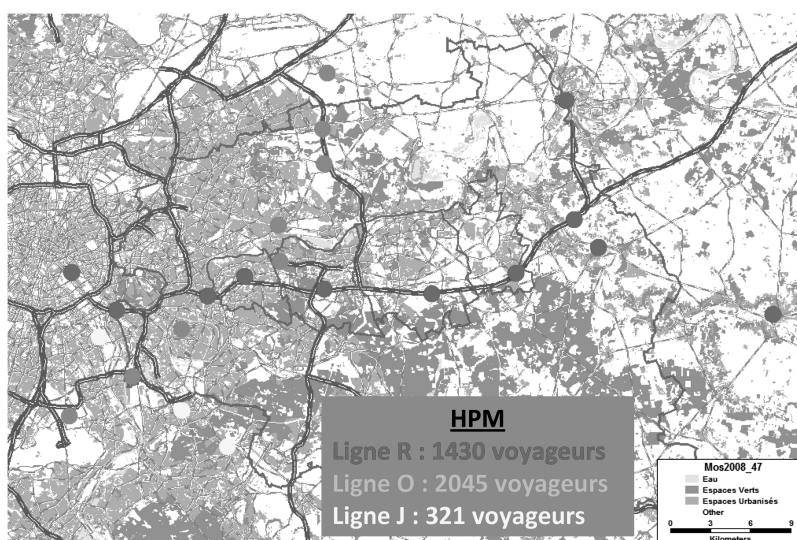 HPM
Ligne R : 1430 voyageurs
Ligne O : 2045 voyageurs
Ligne J : 321 voyageurs
Mos2008_47
Eau
Espaces Verts
Espaces Urbanisés
Other
0 3 6 9
Kilometers